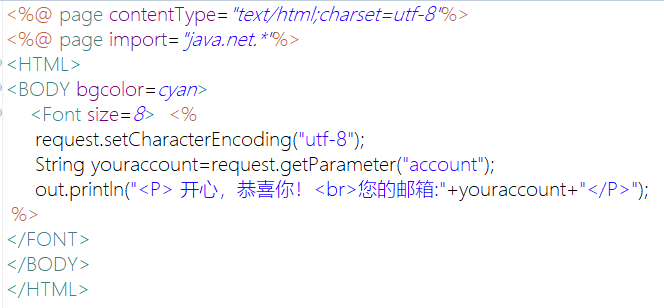 <%@ page contentType="text/html;charset=utf-8"%>
<%@ page import="java.net.*"%>
<HTML>
<BODY bgcolor=cyan>
<Font size=8> <%
request.setCharacterEncoding("utf-8");
String youraccount=request.getParameter("account");
out.println("<P> 开心，恭喜你！<br>您的邮箱:"+youraccount+"</P>");
%>
</FONT>
</BODY>
</HTML>